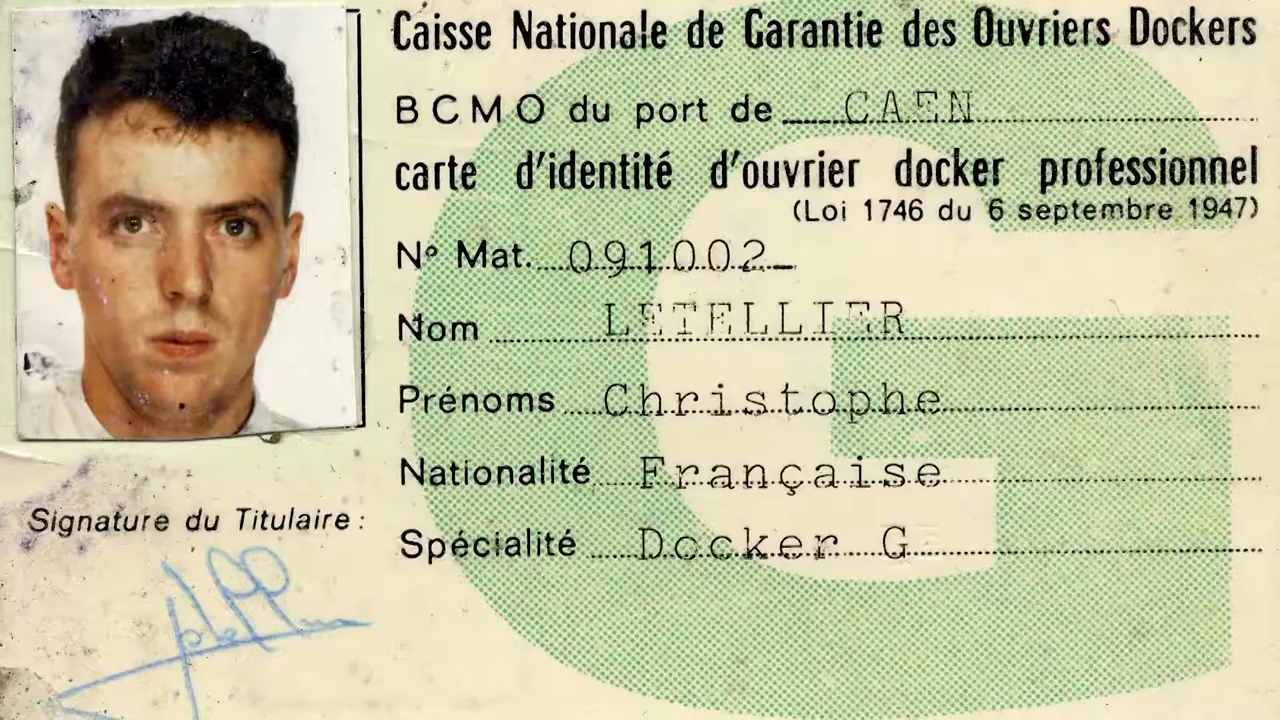 Caisse Nationale de Garantie des Ouvriers Dockers
BCMO du port de CAEN
carte d'identité d'ouvrier docker professionnel
(Loi 1746 du 6 septembre 1947)
N° Mat. 091002
Nom LETELLIER
Prénoms Christophe
Nationalité Française
Spécialité Docker G
Signature du Titulaire :
G